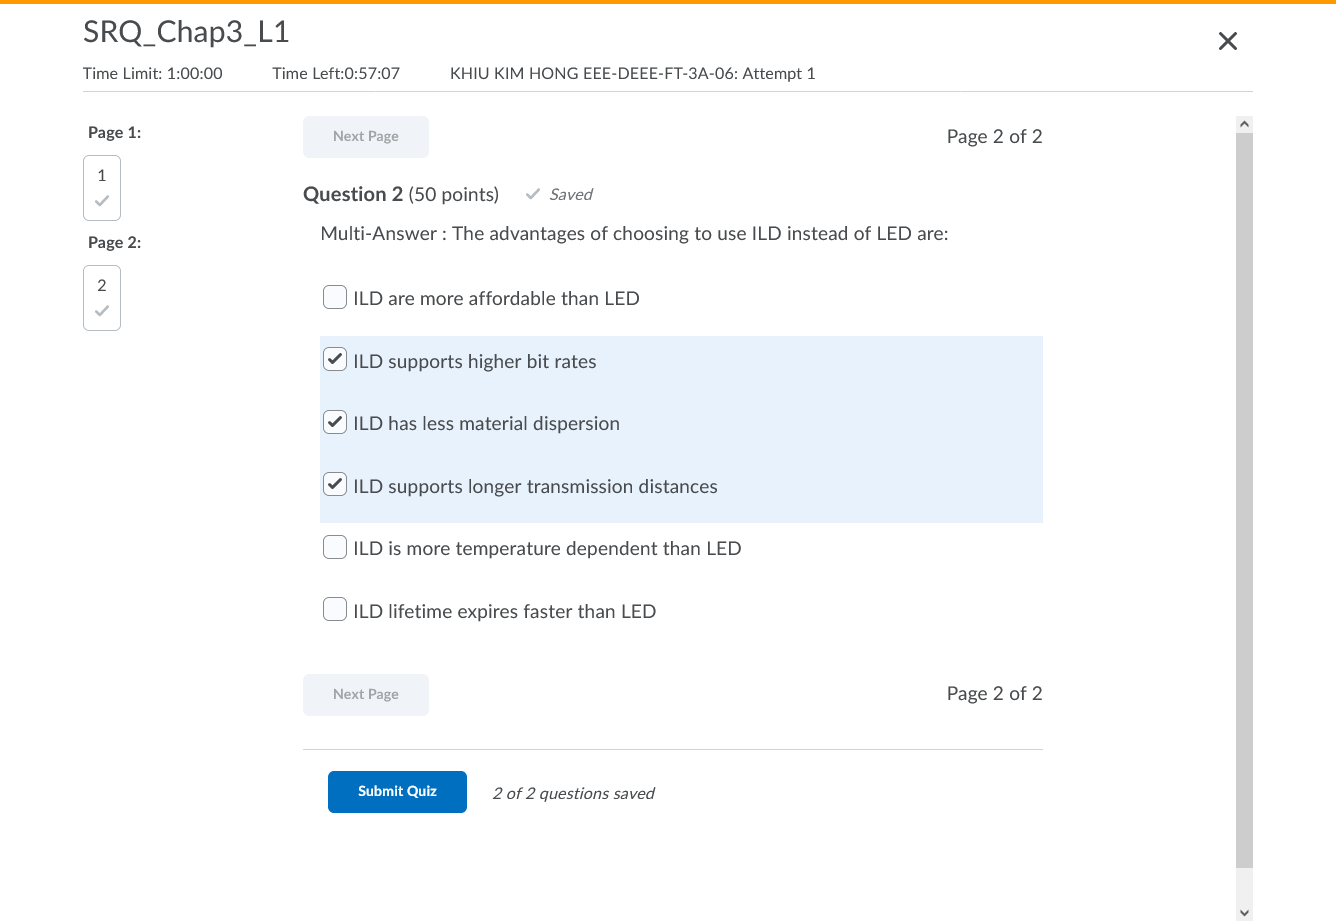 SRQ_Chap3_L1
Time Limit: 1:00:00 Time Left:0:57:07 KHIU KIM HONG EEE-DEEE-FT-3A-06: Attempt 1
Page 1:
1
Page 2:
2
Next Page Page 2 of 2
Question 2 (50 points) Saved
Multi-Answer : The advantages of choosing to use ILD instead of LED are:
ILD are more affordable than LED
ILD supports higher bit rates
ILD has less material dispersion
ILD supports longer transmission distances
ILD is more temperature dependent than LED
ILD lifetime expires faster than LED
Next Page Page 2 of 2
Submit Quiz 2 of 2 questions saved